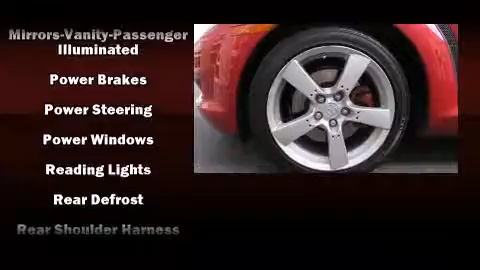 Mirrors-Vanity-Passenger
Illuminated
Power Brakes
Power Steering
Power Windows
Reading Lights
Rear Defrost
Rear Shoulder Harness